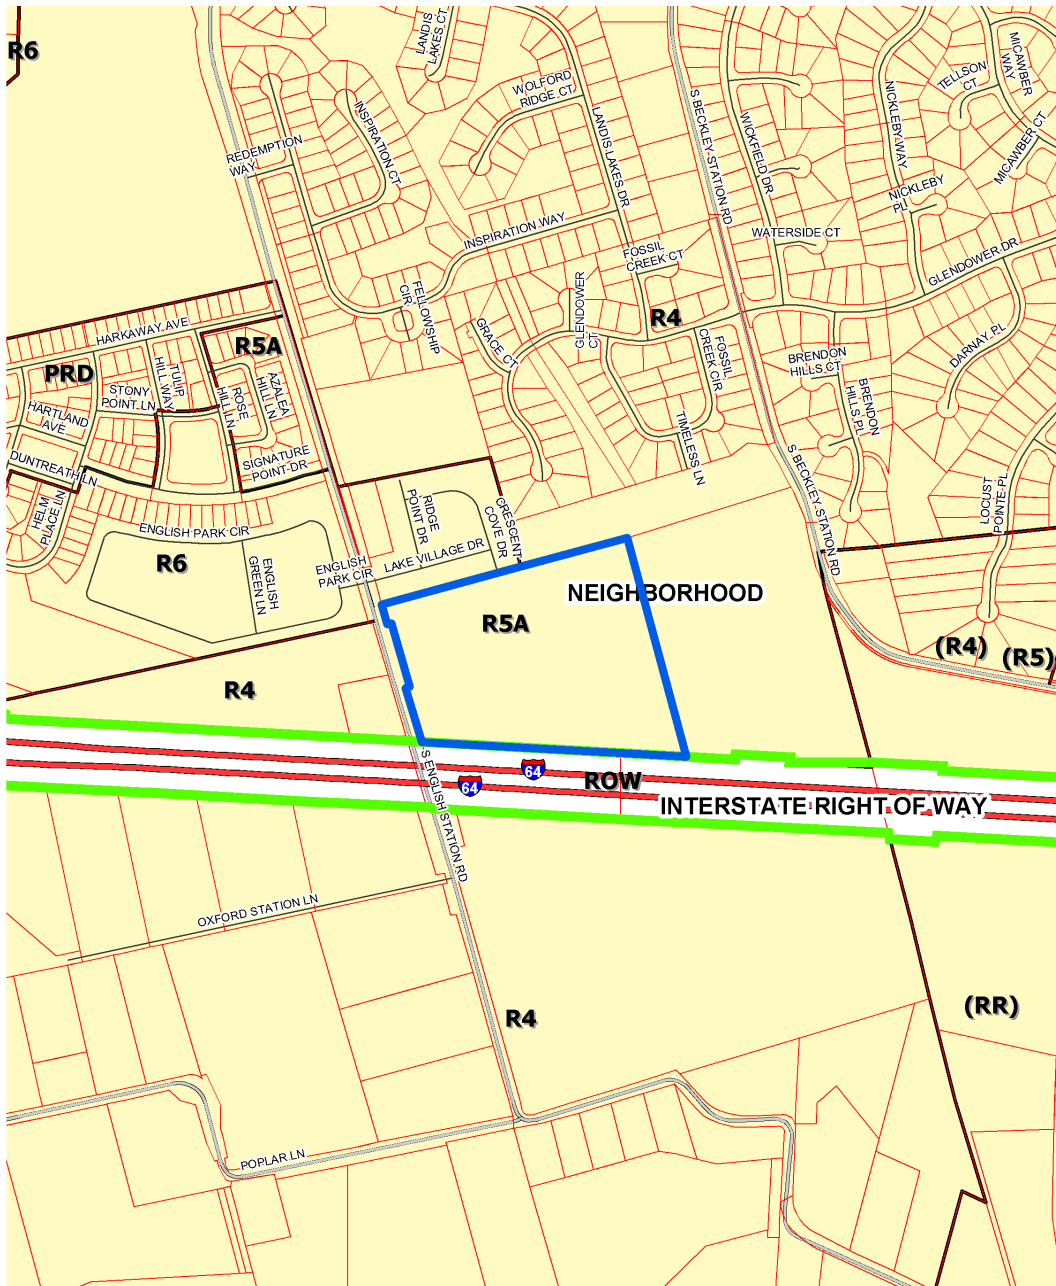 LANDIS
LAKES CT
R6
WOLFORD
RIDGE CT
TELLSON
CT
MICAWBER
WAY
MICAWBER CT
REDEMPTION
WAY
INSPIRATION CT
LANDIS LAKES DR
S BECKLEY STATION RD
WICKFIELD DR
NICKLEBY WAY
NICKLEBY
PL
INSPIRATION WAY
WATERSIDE CT
FOSSIL
CREEK CT
GLENDOWER DR
FELLOWSHIP
CIR
GLENDOWER
CT
R4
HARKAWAY AVE
R5A
GRACE CT
FOSSIL
CREEK CIR
BRENDON
HILLS CT
DARNAY PL
PRD
TULIP
HILL WAY
STONY
POINT LN
ROSE
HILL LN
AZALEA
HILL LN
BRENDON
HILLS PL
HARTLAND
AVE
TIMELESS LN
SIGNATURE
POINT DR
DUNTREATH LN
S BECKLEY STATION RD
LOCUST
POINTE PL
HELM
PLACE LN
RIDGE
POINT DR
CRESCENT
COVE DR
ENGLISH PARK CIR
LAKE VILLAGE DR
R6
ENGLISH
GREEN LN
ENGLISH
PARK CIR
NEIGHBORHOOD
R5A
(R4)
(R5)
R4
64
ROW
64
INTERSTATE RIGHT OF WAY
S ENGLISH STATION RD
OXFORD STATION LN
R4
(RR)
POPLAR LN